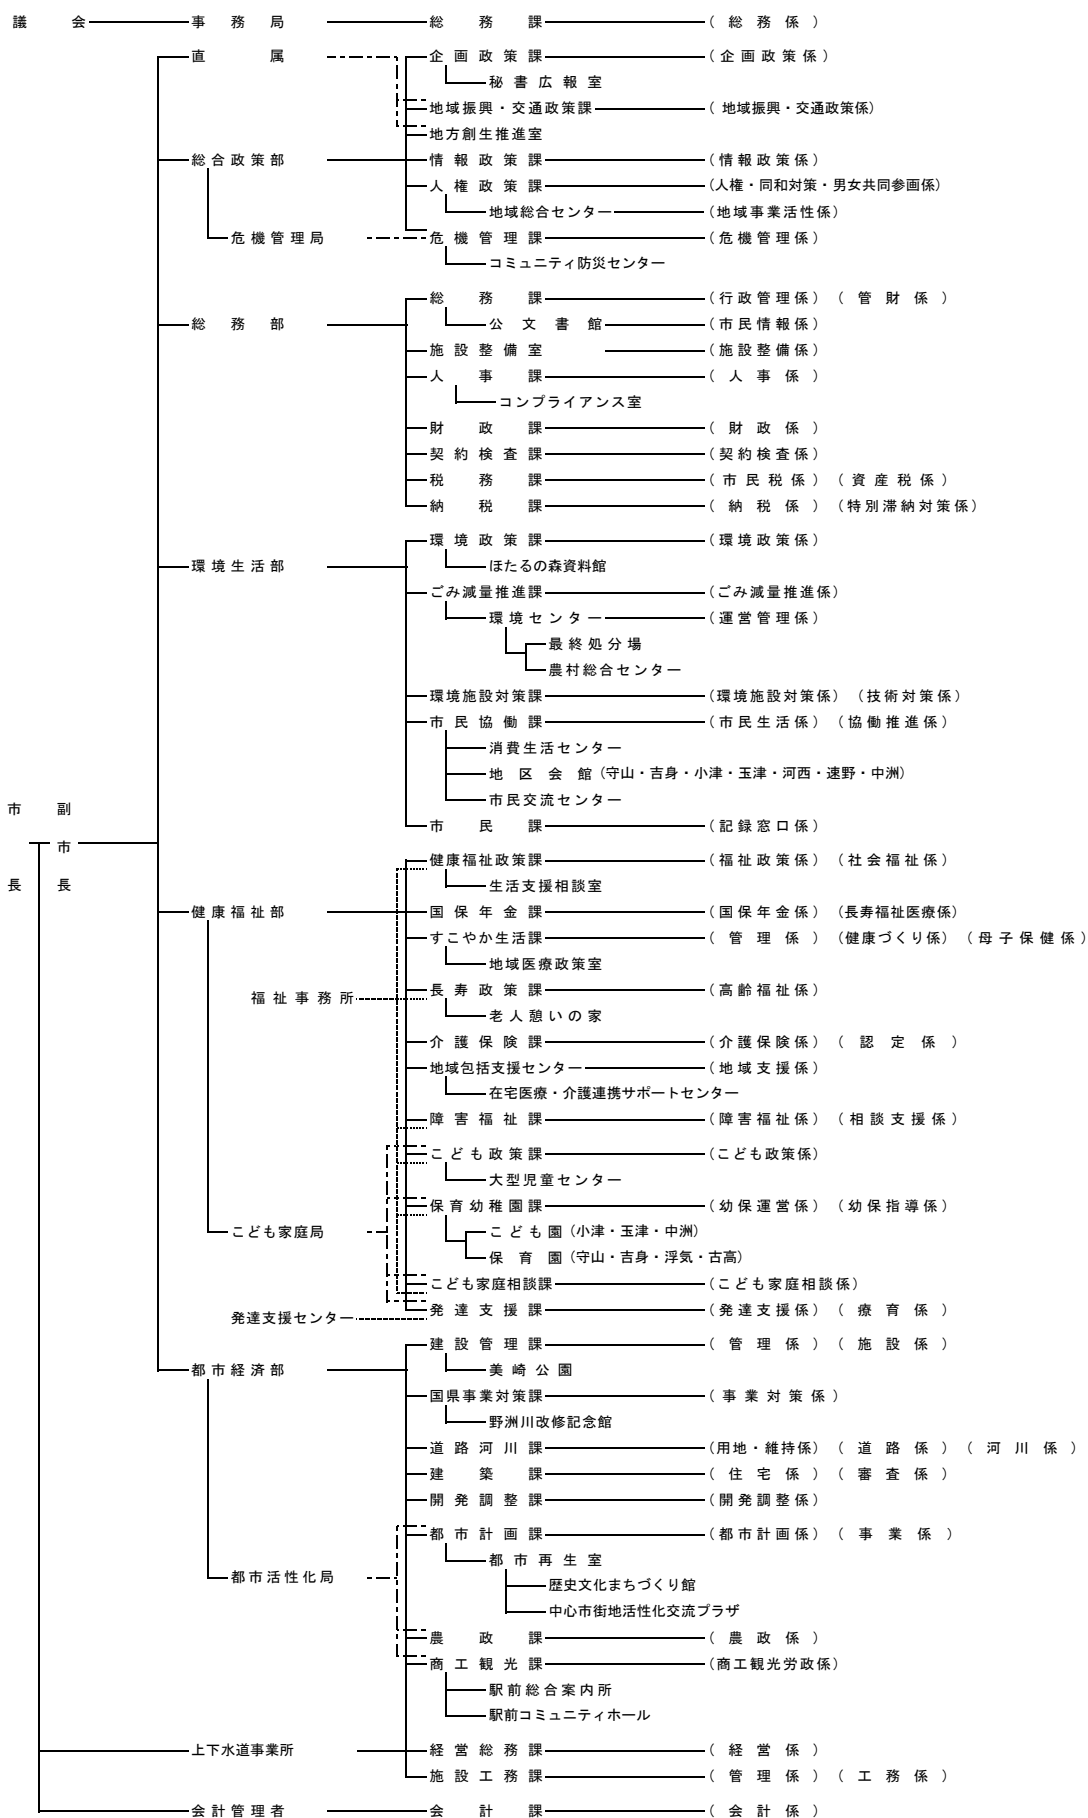 議会 事務局 総務課 (総務係)
直属 企画政策課 (企画政策係)
秘書広報室
地域振興・交通政策課 (地域振興・交通政策係)
地方創生推進室
総合政策部 情報政策課 (情報政策係)
人権政策課 (人権・同和対策・男女共同参画係)
地域総合センター (地域事業活性係)
危機管理局 危機管理課 (危機管理係)
コミュニティ防災センター
総務課 (行政管理係) (管財係)
総務部 公文書館 (市民情報係)
施設整備室 (施設整備係)
人事課 (人事係)
コンプライアンス室
財政課 (財政係)
契約検査課 (契約検査係)
税務課 (市民税係) (資産税係)
納税課 (納税係) (特別滞納対策係)
環境政策課 (環境政策係)
環境生活部 ほたるの森資料館
ごみ減量推進課 (ごみ減量推進係)
環境センター (運営管理係)
最終処分場
農村総合センター
環境施設対策課 (環境施設対策係) (技術対策係)
市民協働課 (市民生活係) (協働推進係)
消費生活センター
地区会館 (守山・吉身・小津・玉津・河西・速野・中洲)
市民交流センター
市長 副市長
市民課 (記録窓口係)
健康福祉政策課 (福祉政策係) (社会福祉係)
生活支援相談室
健康福祉部 国保年金課 (国保年金係) (長寿福祉医療係)
すこやか生活課 (管理係) (健康づくり係) (母子保健係)
地域医療政策室
長寿政策課 (高齢福祉係)
福祉事務所
老人憩いの家
介護保険課 (介護保険係) (認定係)
地域包括支援センター (地域支援係)
在宅医療・介護連携サポートセンター
障害福祉課 (障害福祉係) (相談支援係)
こども政策課 (こども政策係)
大型児童センター
保育幼稚園課 (幼保運営係) (幼保指導係)
こども家庭局 こども園 (小津・玉津・中洲)
保育園 (守山・吉身・浮気・古高)
こども家庭相談課 (こども家庭相談係)
発達支援課 (発達支援係) (療育係)
発達支援センター
建設管理課 (管理係) (施設係)
都市経済部 美崎公園
国県事業対策課 (事業対策係)
野洲川改修記念館
道路河川課 (用地・維持係) (道路係) (河川係)
建築課 (住宅係) (審査係)
開発調整課 (開発調整係)
都市計画課 (都市計画係) (事業係)
都市再生室
都市活性化局 歴史文化まちづくり館
中心市街地活性化交流プラザ
農政課 (農政係)
商工観光課 (商工観光労政係)
駅前総合案内所
駅前コミュニティホール
上下水道事業所 経営総務課 (経営係)
施設工務課 (管理係) (工務係)
会計管理者 会計課 (会計係)